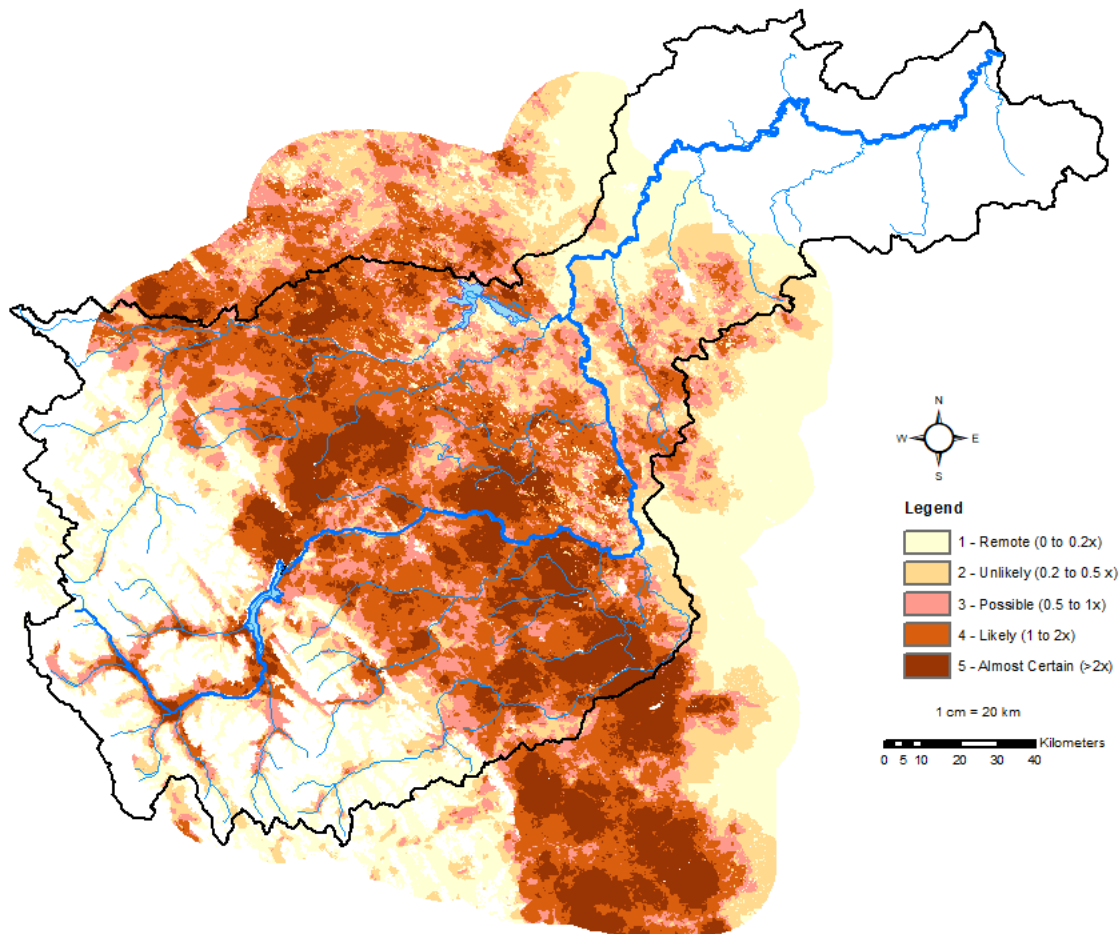 N
W E
S
Legend
1 - Remote (0 to 0.2x)
2 - Unlikely (0.2 to 0.5 x)
3 - Possible (0.5 to 1x)
4 - Likely (1 to 2x)
5 - Almost Certain (>2x)
1 cm = 20 km
Kilometers
0 5 10 20 30 40